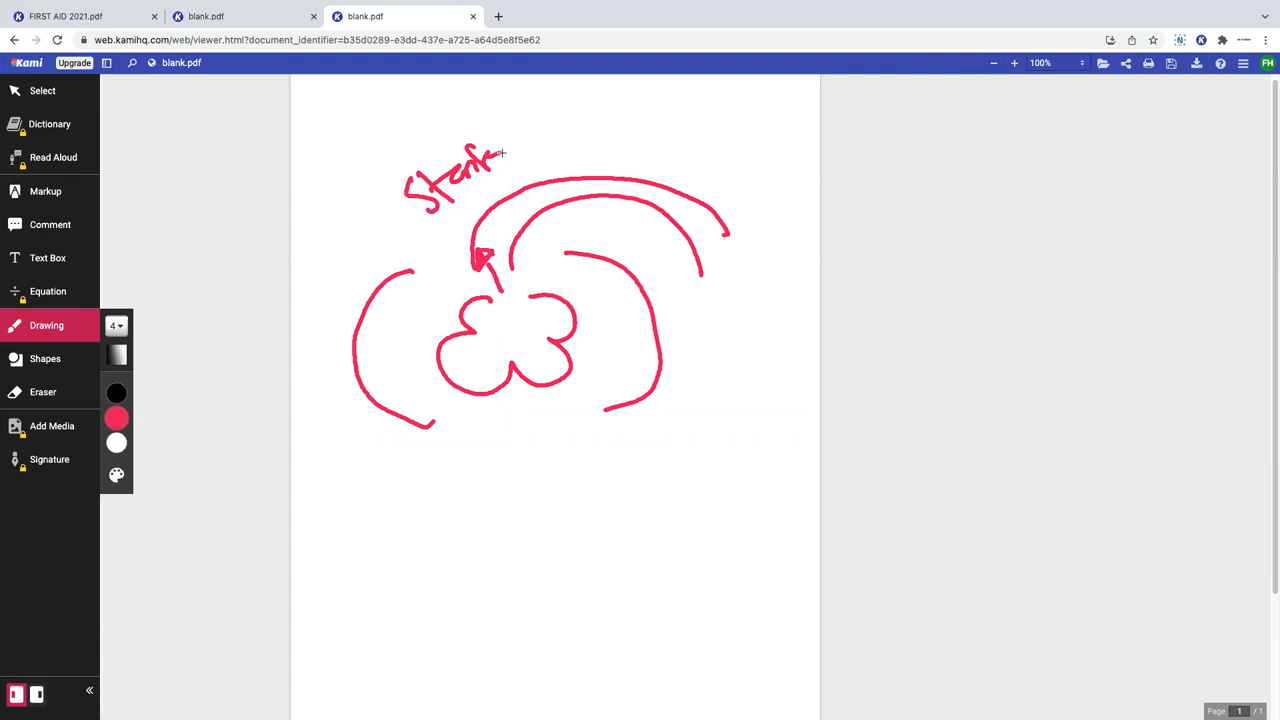 FIRST AID 2021.pdf
blank.pdf
blank.pdf
web.kamihq.com/web/viewer.html?document_identifier=b35d0289-e3dd-437e-a725-a64d5e8f5e62
Kami
Upgrade
blank.pdf
100%
FH
Select
Dictionary
Read Aloud
Markup
Comment
Text Box
Equation
Drawing
4
Shapes
Eraser
Add Media
Signature
Page 1 / 1